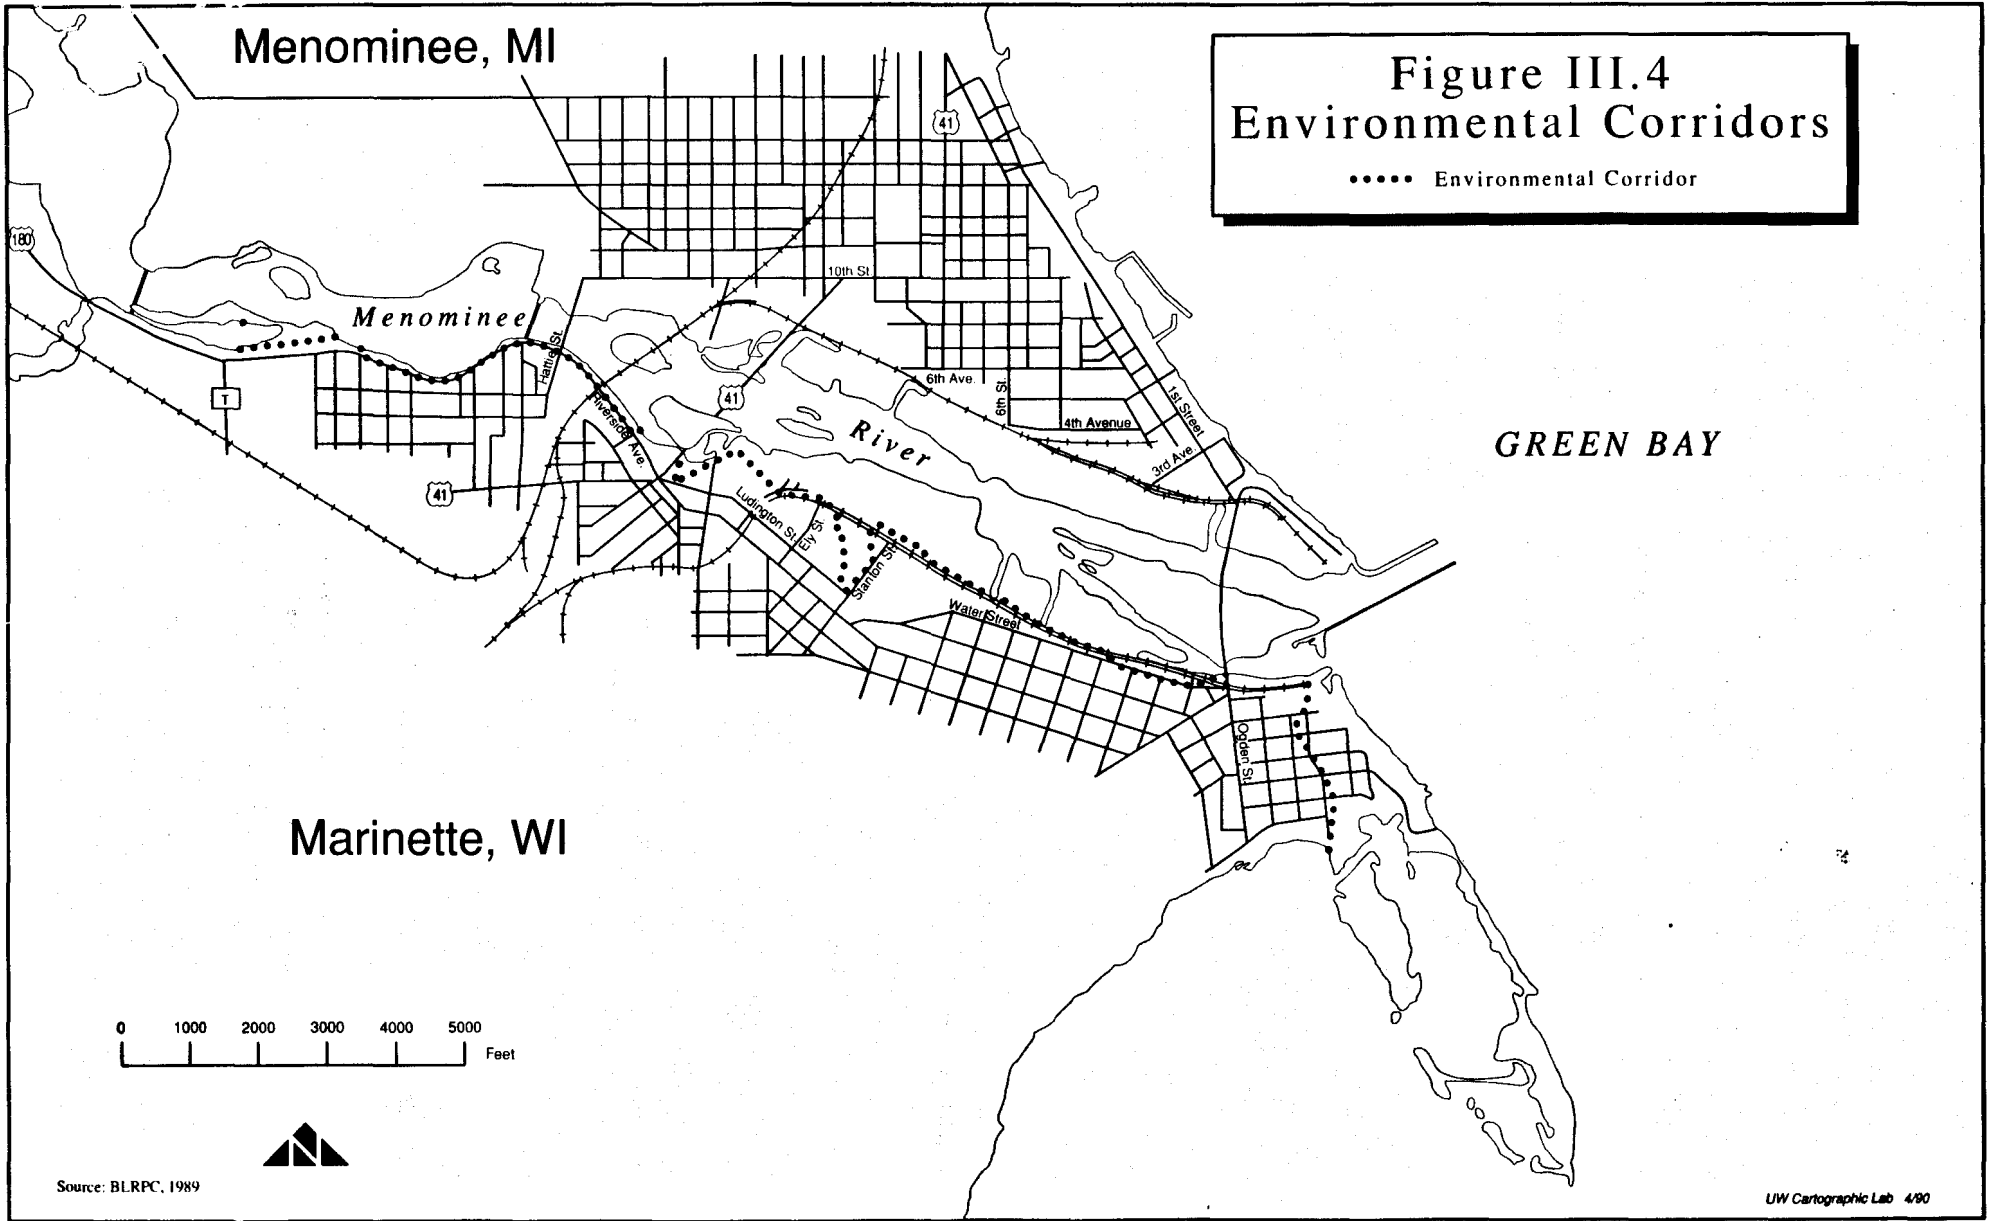 Menominee, MI
Figure III.4
Environmental Corridors
Environmental Corridor
41
180
10th St.
Menominee
Hattie St.
T
41
6th Ave.
6th St.
1st Street
Riverside Ave.
River
4th Avenue
GREEN BAY
3rd Ave.
41
Ludington St.
Ely St.
Stanton St.
Water Street
Ogden St.
Marinette, WI
0 1000 2000 3000 4000 5000
Feet
N
Source: BLRPC, 1989
UW Cartographic Lab 4/90